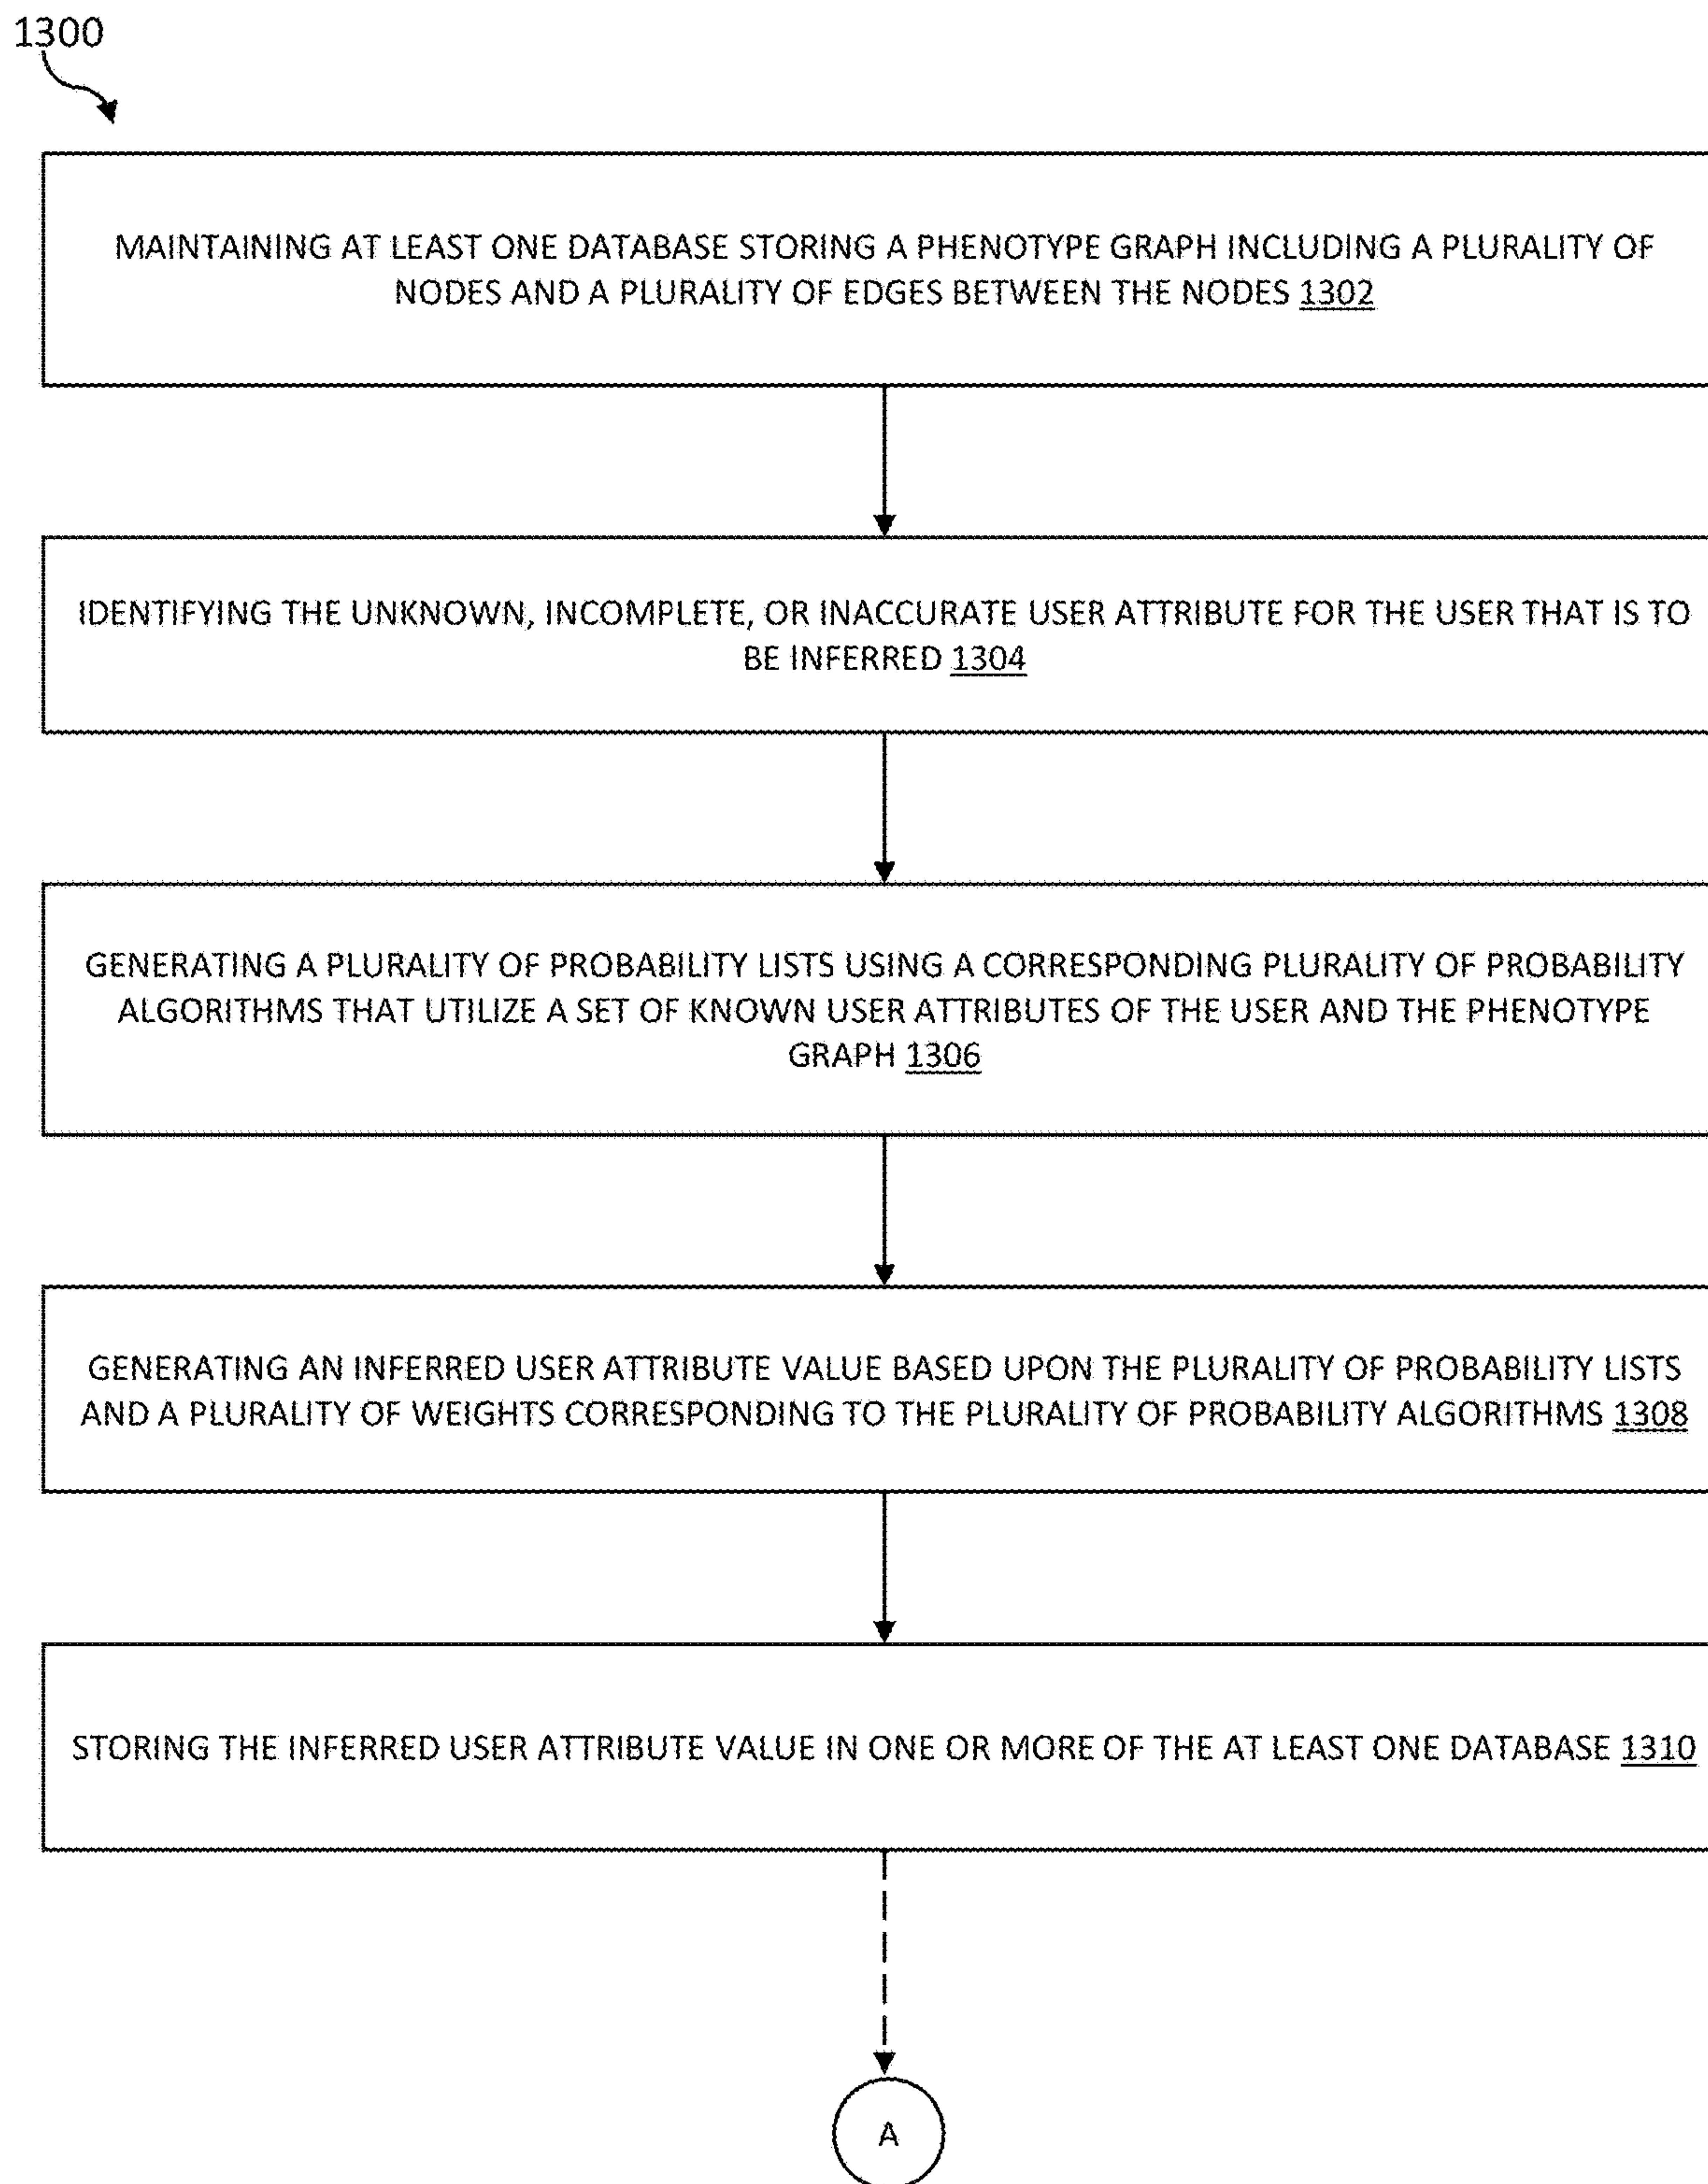 1300
MAINTAINING AT LEAST ONE DATABASE STORING A PHENOTYPE GRAPH INCLUDING A PLURALITY OF
NODES AND A PLURALITY OF EDGES BETWEEN THE NODES 1302
IDENTIFYING THE UNKNOWN, INCOMPLETE, OR INACCURATE USER ATTRIBUTE FOR THE USER THAT IS TO
BE INFERRED 1304
GENERATING A PLURALITY OF PROBABILITY LISTS USING A CORRESPONDING PLURALITY OF PROBABILITY
ALGORITHMS THAT UTILIZE A SET OF KNOWN USER ATTRIBUTES OF THE USER AND THE PHENOTYPE
GRAPH 1306
GENERATING AN INFERRED USER ATTRIBUTE VALUE BASED UPON THE PLURALITY OF PROBABILITY LISTS
AND A PLURALITY OF WEIGHTS CORRESPONDING TO THE PLURALITY OF PROBABILITY ALGORITHMS 1308
STORING THE INFERRED USER ATTRIBUTE VALUE IN ONE OR MORE OF THE AT LEAST ONE DATABASE 1310
A